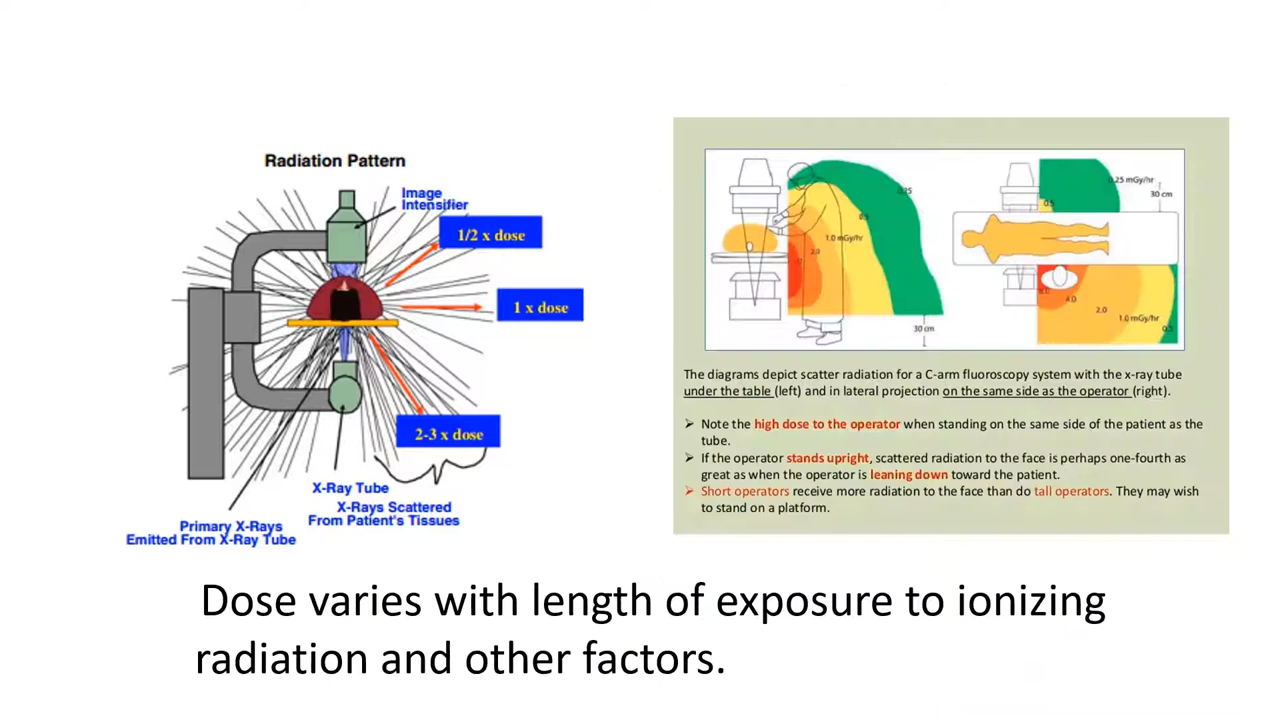 Radiation Pattern
Image
Intensifier
1/2 x dose
1 x dose
2-3 x dose
X-Ray Tube
X-Rays Scattered
From Patient's Tissues
Primary X-Rays
Emitted From X-Ray Tube
0.25
0.5
1.0 mGy/hr
2.0
30 cm
0.25 mGy/hr
30 cm
0.5
4.0
2.0
1.0 mGy/hr
0.5
The diagrams depict scatter radiation for a C-arm fluoroscopy system with the x-ray tube
under the table (left) and in lateral projection on the same side as the operator (right).
➢ Note the high dose to the operator when standing on the same side of the patient as the
tube.
➢ If the operator stands upright, scattered radiation to the face is perhaps one-fourth as
great as when the operator is leaning down toward the patient.
➢ Short operators receive more radiation to the face than do tall operators. They may wish
to stand on a platform.
Dose varies with length of exposure to ionizing
radiation and other factors.